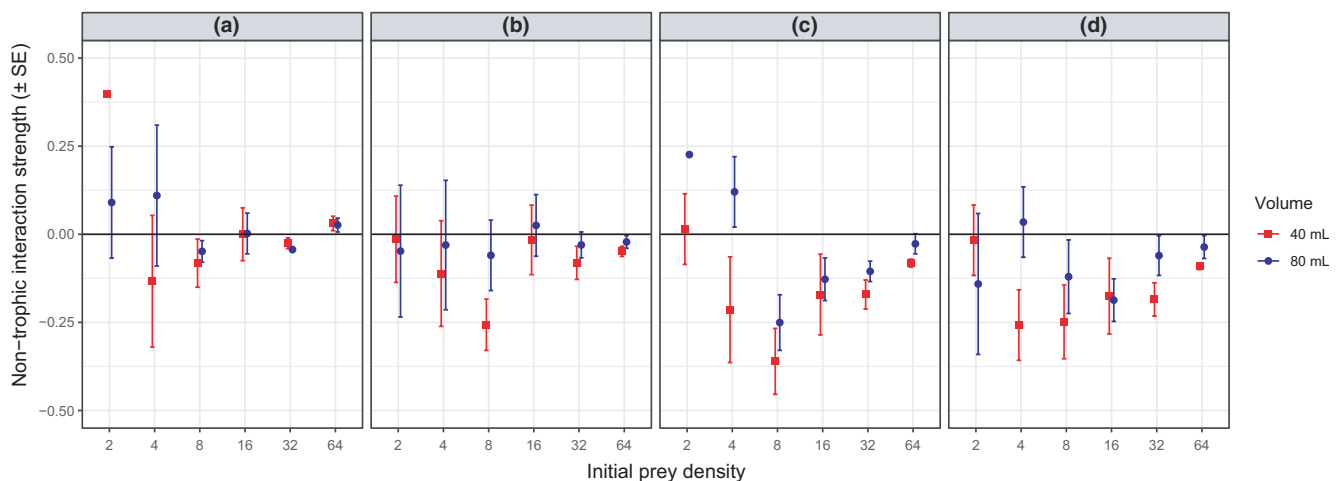 (a) (b) (c) (d)
Non−trophic interaction strength (± SE)
0.50
0.25
0.00
−0.25
−0.50
2 4 8 16 32 64 2 4 8 16 32 64 2 4 8 16 32 64 2 4 8 16 32 64
Initial prey density
Volume
40 mL
80 mL